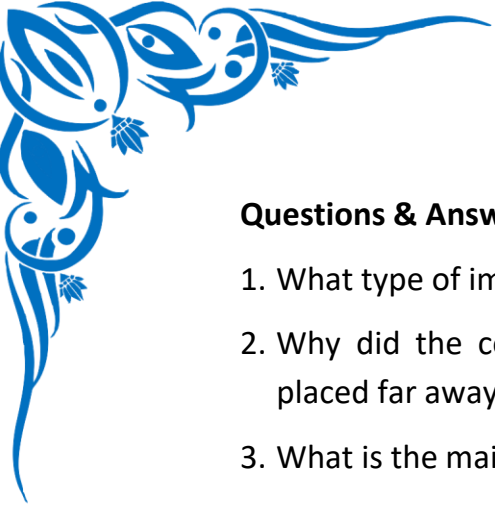 Questions & Answ
1. What type of im
2. Why did the c
placed far away
3. What is the mai